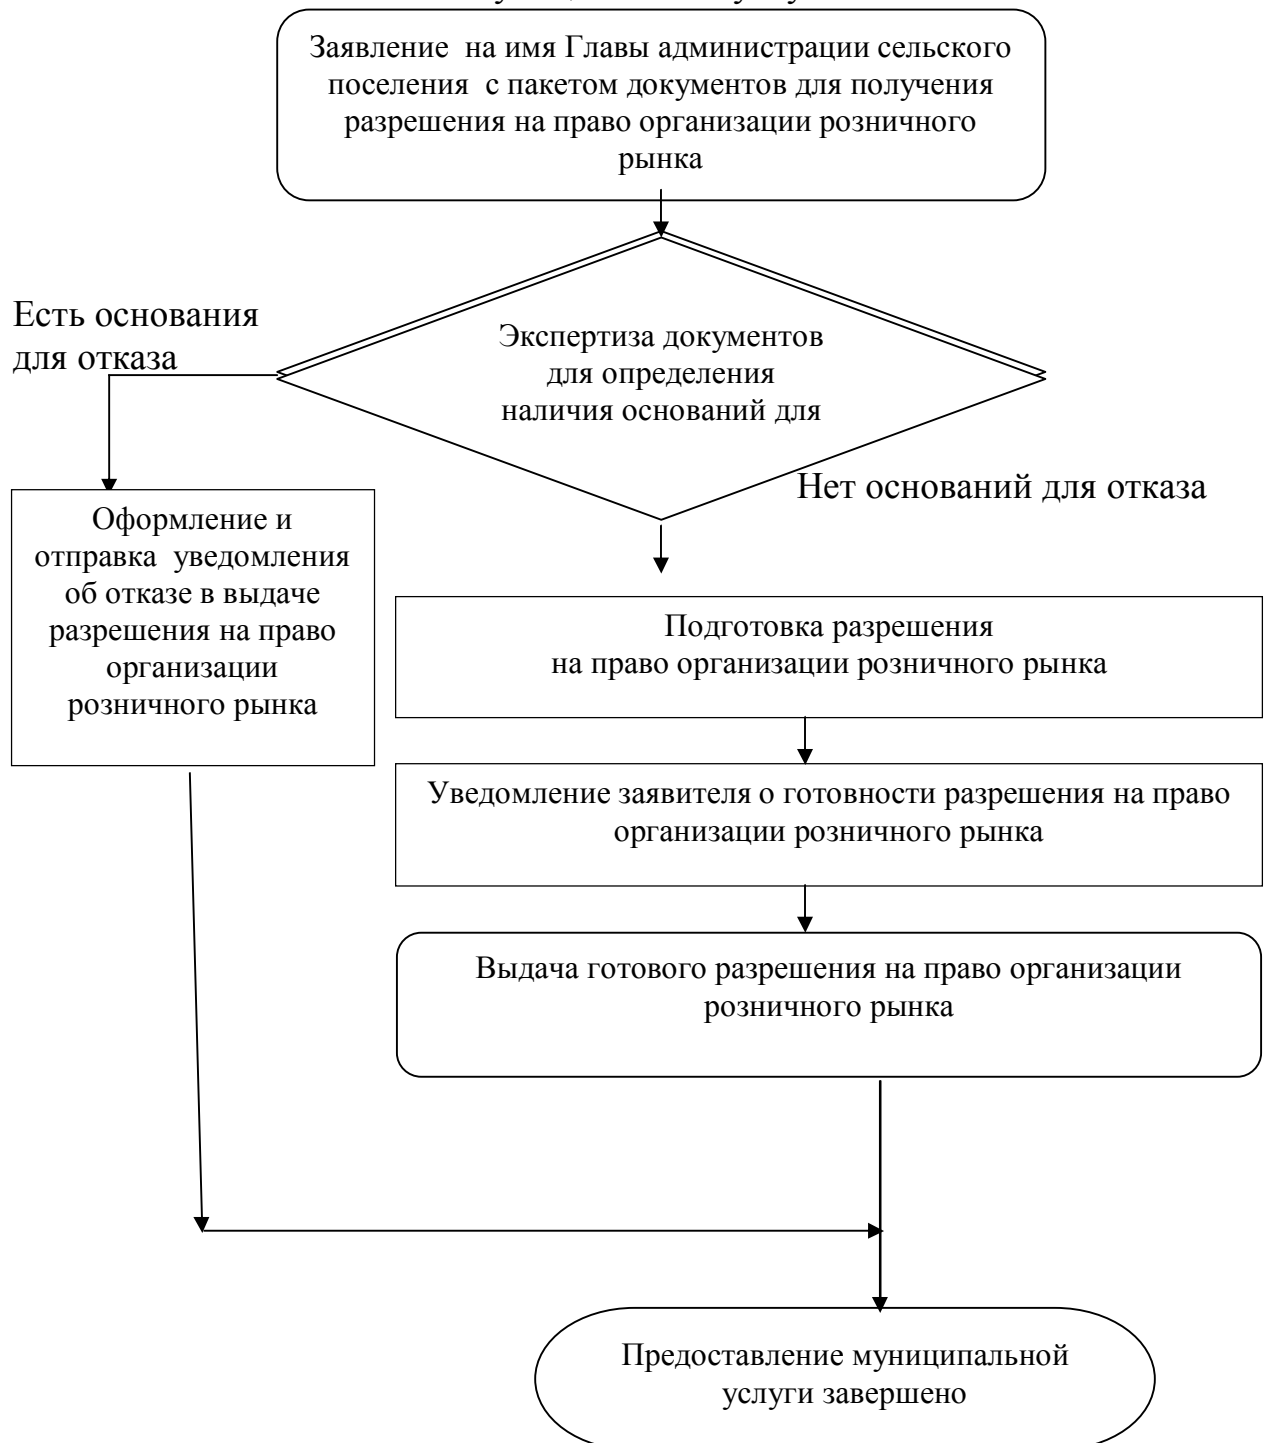 Заявление на имя Главы администрации сельского
поселения с пакетом документов для получения
разрешения на право организации розничного
рынка
Есть основания
для отказа
Экспертиза документов
для определения
наличия оснований для
Нет оснований для отказа
Оформление и
отправка уведомления
об отказе в выдаче
разрешения на право
организации
розничного рынка
Подготовка разрешения
на право организации розничного рынка
Уведомление заявителя о готовности разрешения на право
организации розничного рынка
Выдача готового разрешения на право организации
розничного рынка
Предоставление муниципальной
услуги завершено